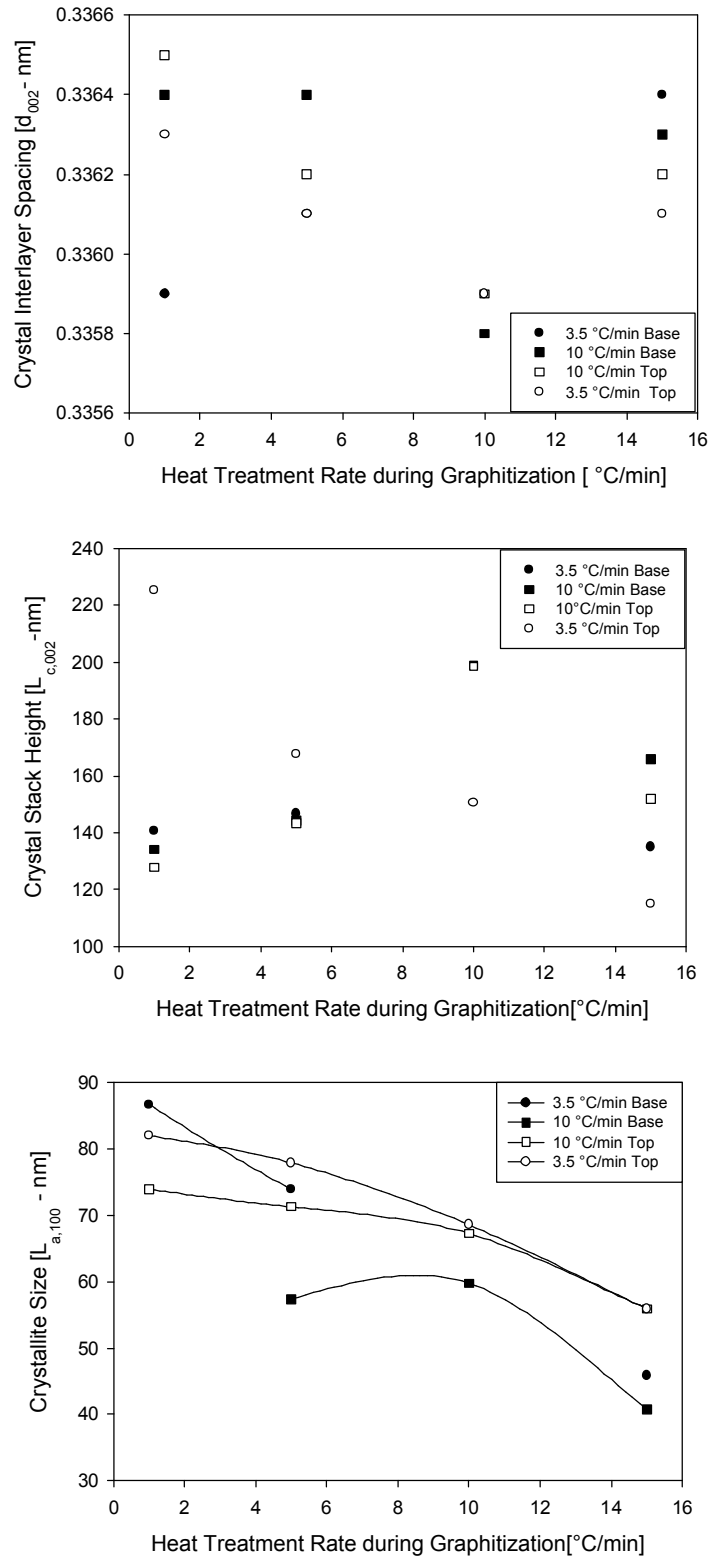 Crystal Interlayer Spacing [d002- nm]
0.3366
0.3364
0.3362
0.3360
0.3358
0.3356
3.5 °C/min Base
10 °C/min Base
10 °C/min Top
3.5 °C/min Top
0 2 4 6 8 10 12 14 16
Heat Treatment Rate during Graphitization [ °C/min]
Crystal Stack Height [Lc,002-nm]
240
220
200
180
160
140
120
100
3.5 °C/min Base
10 °C/min Base
10°C/min Top
3.5 °C/min Top
0 2 4 6 8 10 12 14 16
Heat Treatment Rate during Graphitization[°C/min]
Crystallite Size [La,100 - nm]
90
80
70
60
50
40
30
3.5 °C/min Base
10 °C/min Base
10 °C/min Top
3.5 °C/min Top
0 2 4 6 8 10 12 14 16
Heat Treatment Rate during Graphitization[°C/min]